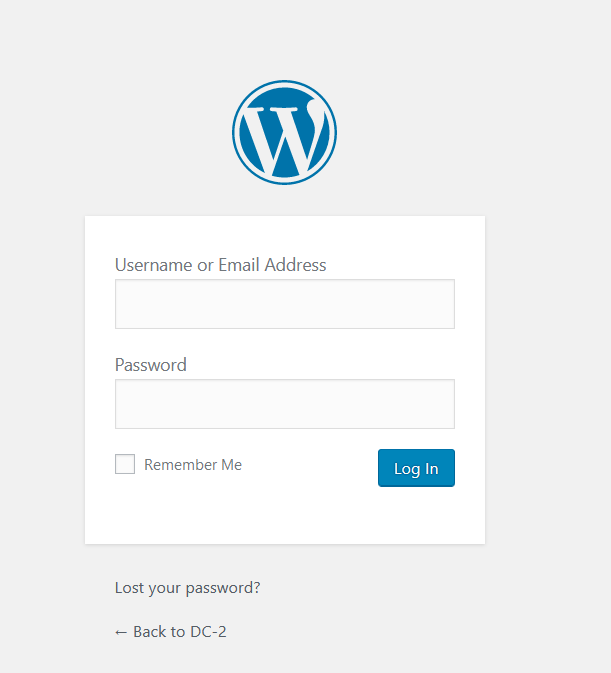 Username or Email Address
Password
Remember Me
Log In
Lost your password?
← Back to DC-2